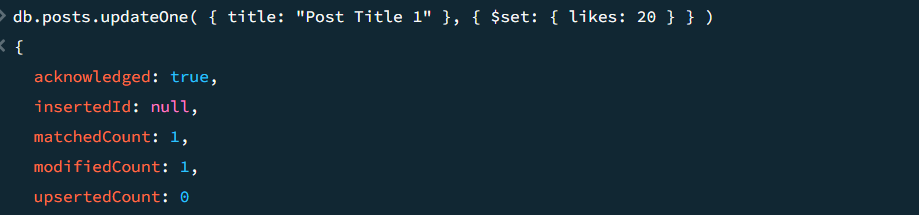 > db.posts.updateOne( { title: "Post Title 1" }, { $set: { likes: 20 } } )
< {
acknowledged: true,
insertedId: null,
matchedCount: 1,
modifiedCount: 1,
upsertedCount: 0